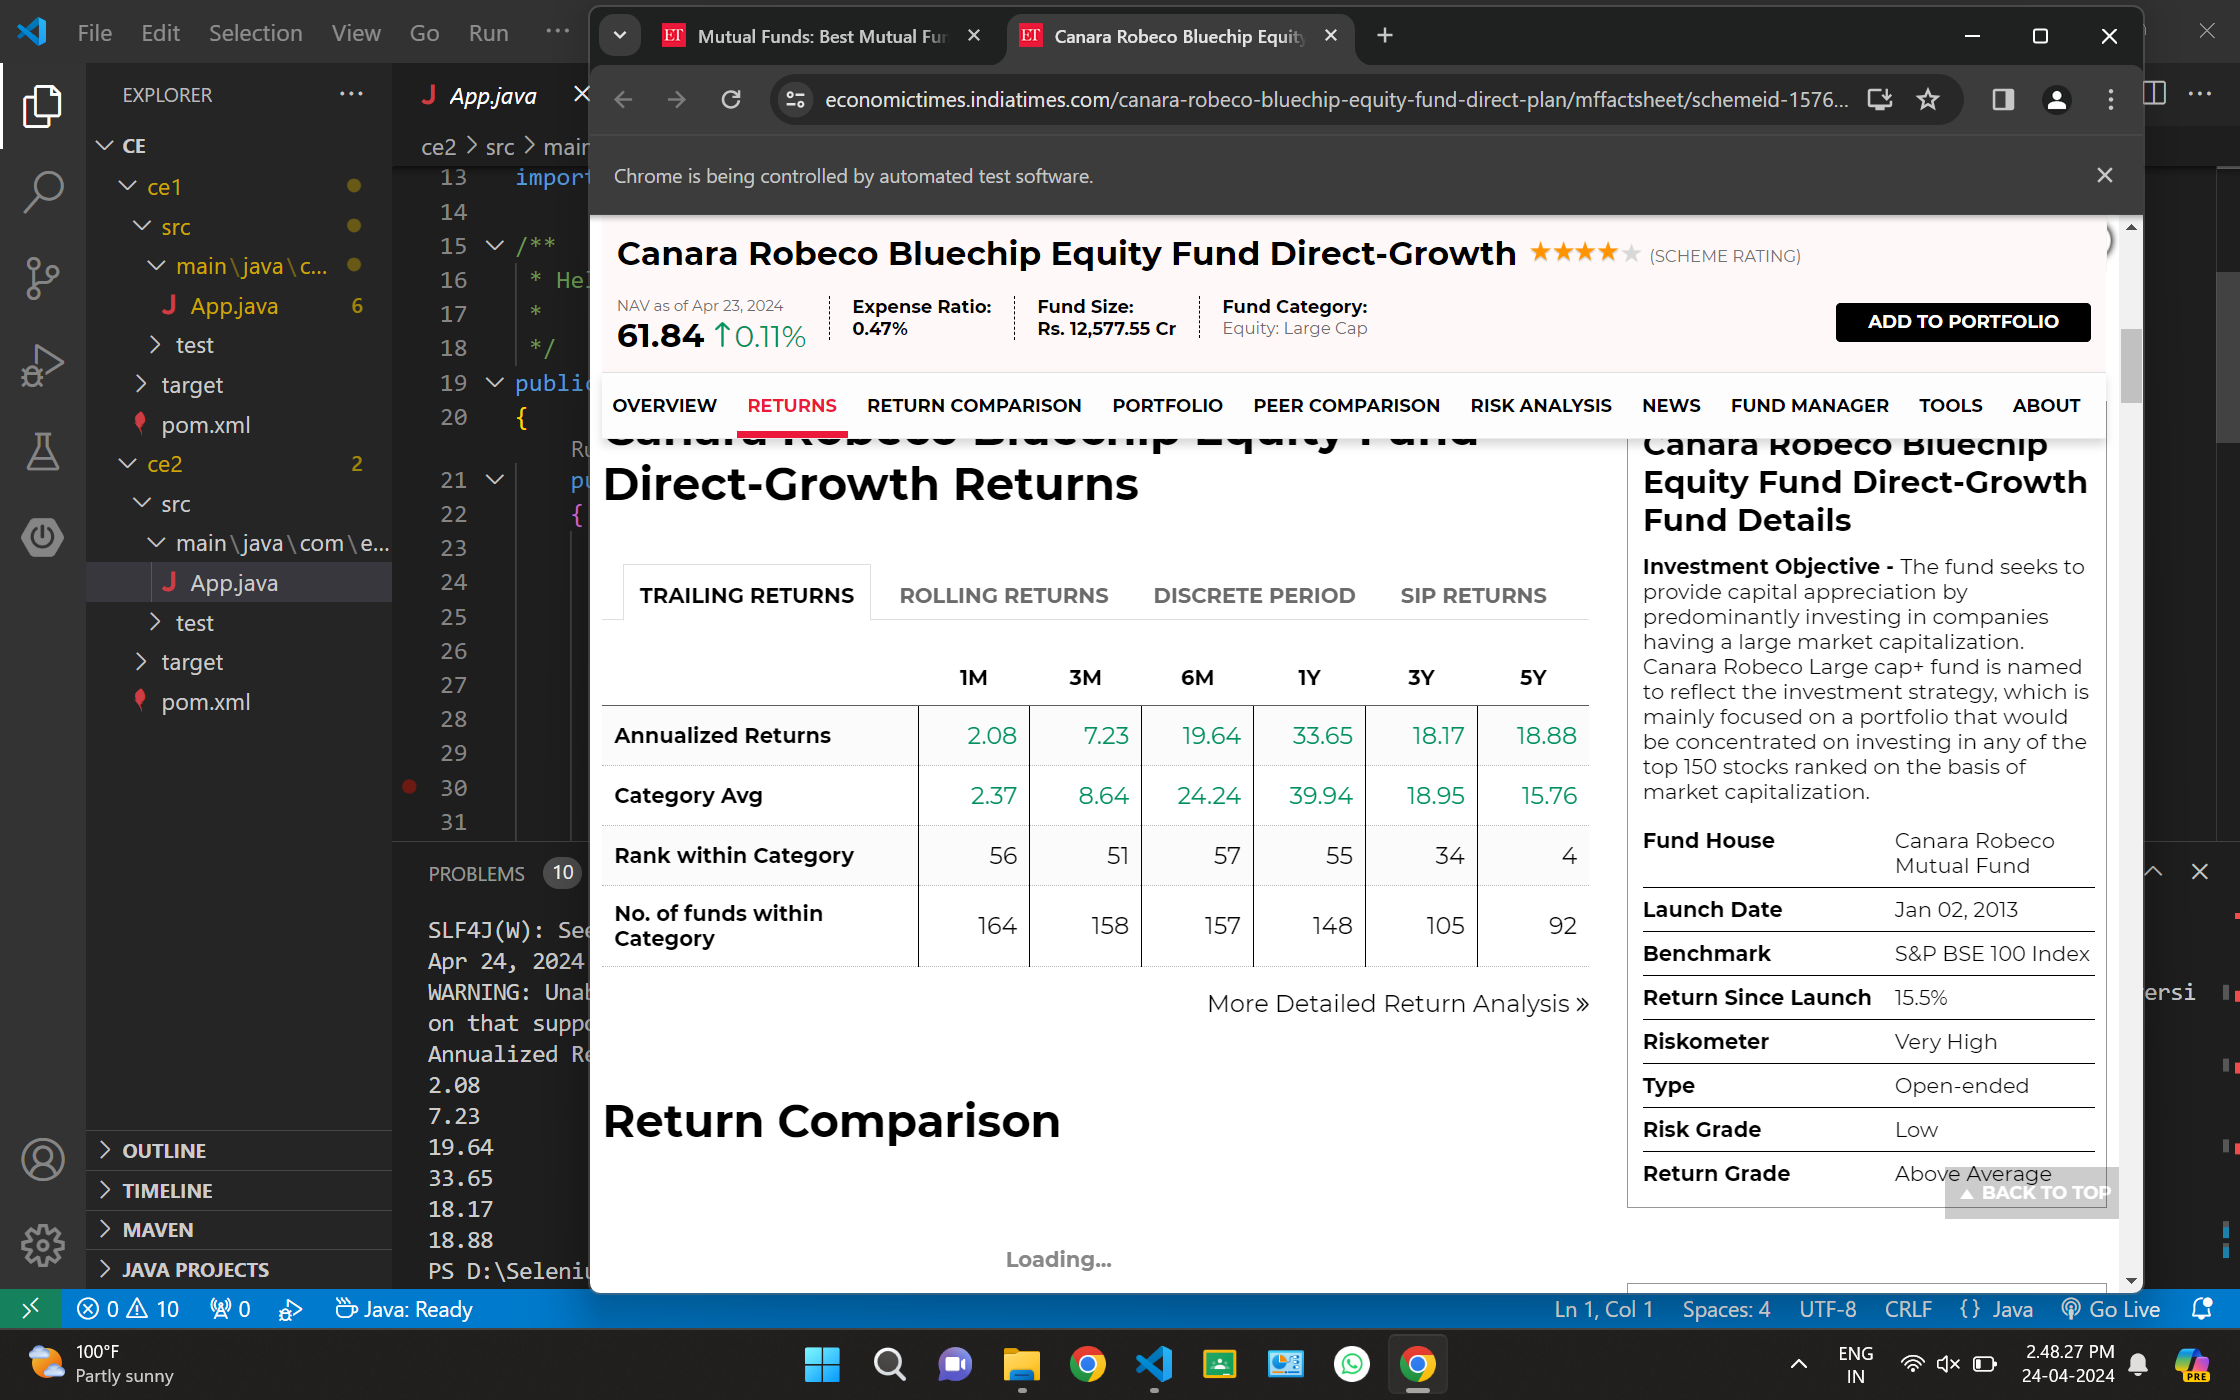 File Edit Selection View Go Run ···
EXPLORER ···
CE
ce1
src
main\java\c...
App.java 6
test
target
pom.xml
ce2 2
src
main\java\com\e...
App.java
test
target
pom.xml
OUTLINE
TIMELINE
MAVEN
JAVA PROJECTS
App.java
ce2 > src >
13
14
15 /**
16 *
17 *
18 */
19
20 {
21
22 {
23
24
25
26
27
28
29
30
31
PROBLEMS 10
SLF4J(W):
Apr 24, 2024
WARNING:
on that
Annualized
2.08
7.23
19.64
33.65
18.17
18.88
PS
ET Mutual Funds: Best Mutual
ET Canara Robeco Bluechip Equity
economictimes.indiatimes.com/canara-robeco-bluechip-equity-fund-direct-plan/mffactsheet/schemeid-1576...
Chrome is being controlled by automated test software.
Canara Robeco Bluechip Equity Fund Direct-Growth (SCHEME RATING)
NAV as of Apr 23, 2024
61.84 ↑0.11%
Expense Ratio:
0.47%
Fund Size:
Rs. 12,577.55 Cr
Fund Category:
Equity: Large Cap
ADD TO PORTFOLIO
OVERVIEW RETURNS RETURN COMPARISON PORTFOLIO PEER COMPARISON RISK ANALYSIS NEWS FUND MANAGER TOOLS ABOUT
Canara Robeco Bluechip Equity Fund
Direct-Growth Returns
TRAILING RETURNS ROLLING RETURNS DISCRETE PERIOD SIP RETURNS
1M 3M 6M 1Y 3Y 5Y
Annualized Returns 2.08 7.23 19.64 33.65 18.17 18.88
Category Avg 2.37 8.64 24.24 39.94 18.95 15.76
Rank within Category 56 51 57 55 34 4
No. of funds within
Category 164 158 157 148 105 92
More Detailed Return Analysis »
Return Comparison
Loading...
Canara Robeco Bluechip
Equity Fund Direct-Growth
Fund Details
Investment Objective - The fund seeks to
provide capital appreciation by
predominantly investing in companies
having a large market capitalization.
Canara Robeco Large cap+ fund is named
to reflect the investment strategy, which is
mainly focused on a portfolio that would
be concentrated on investing in any of the
top 150 stocks ranked on the basis of
market capitalization.
Fund House Canara Robeco
Mutual Fund
Launch Date Jan 02, 2013
Benchmark S&P BSE 100 Index
Return Since Launch 15.5%
Riskometer Very High
Type Open-ended
Risk Grade Low
Return Grade Above Average
BACK TO TOP
0 10 0 Java: Ready
Ln 1, Col 1 Spaces: 4 UTF-8 CRLF {} Java Go Live
100°F
Partly sunny
ENG
IN
2.48.27 PM
24-04-2024
PRE